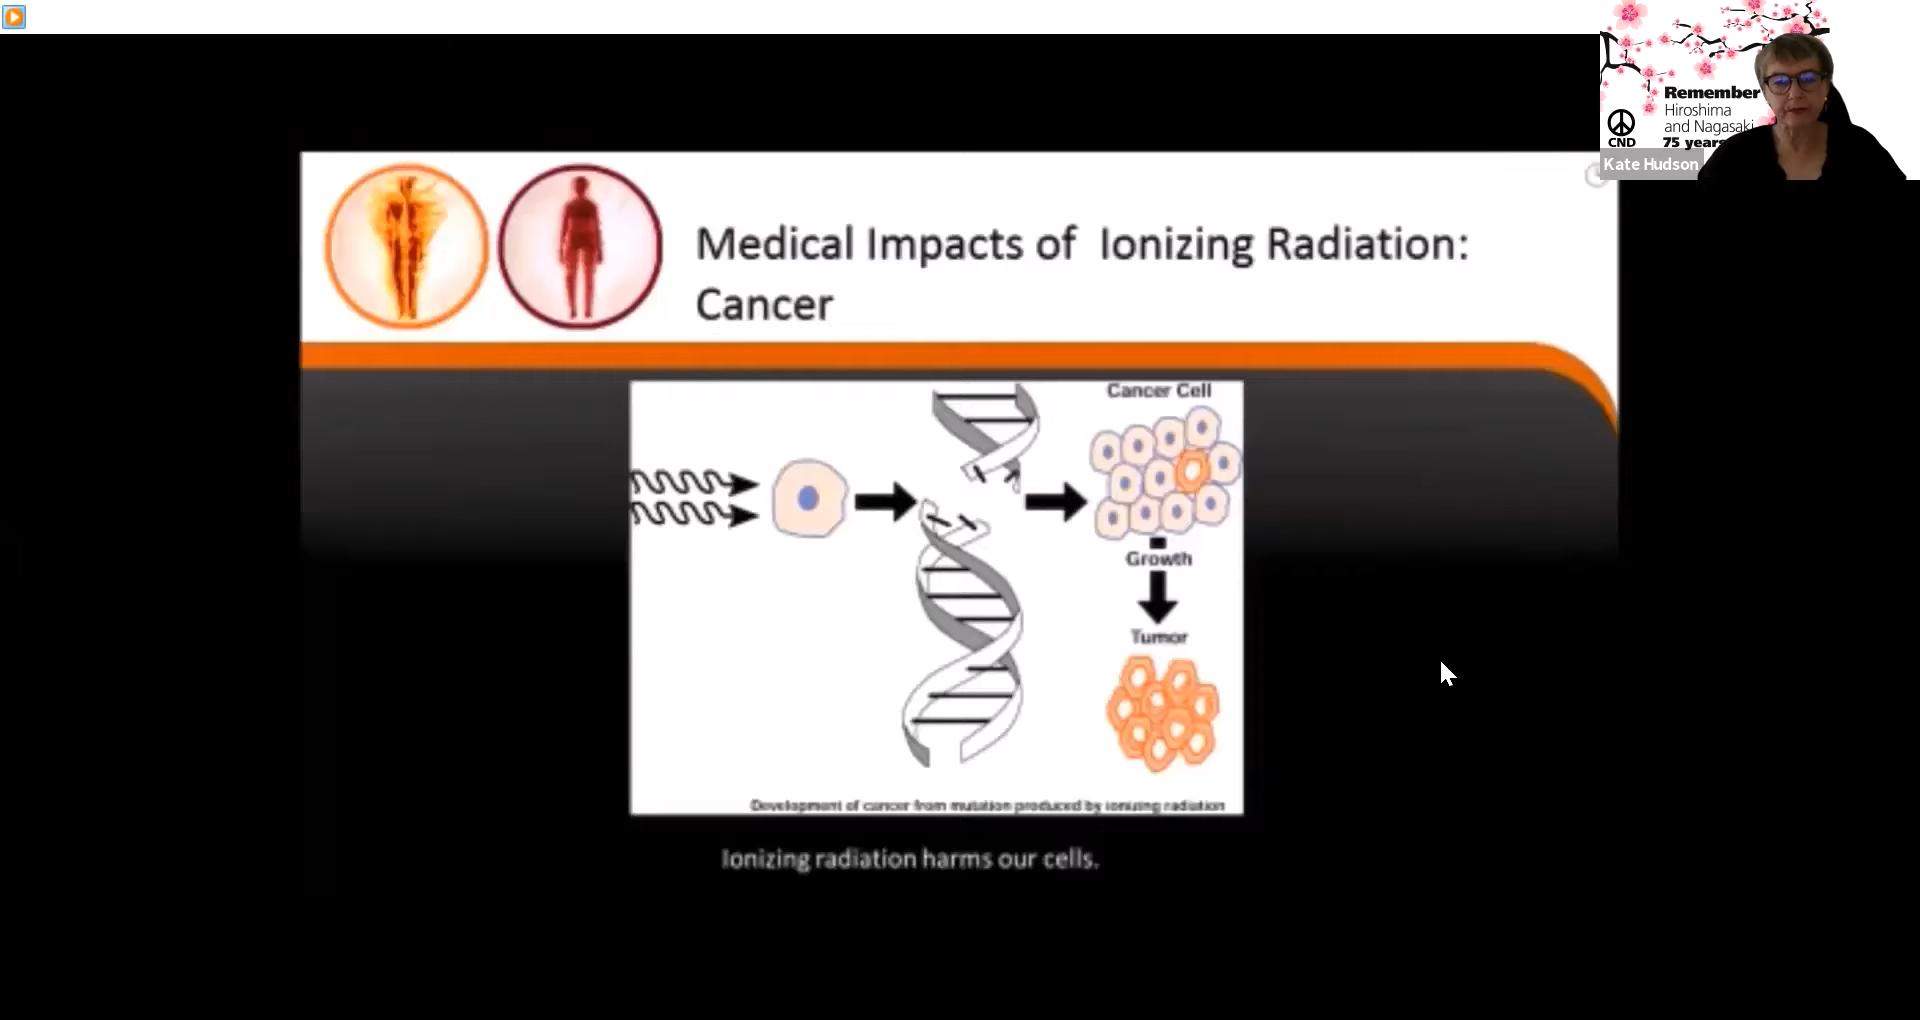 Remember
Hiroshima
and Nagasaki
75 years
CND
Kate Hudson
Medical Impacts of Ionizing Radiation:
Cancer
Cancer Cell
Growth
Tumor
Development of cancer from mutation produced by ionizing radiation
Ionizing radiation harms our cells.